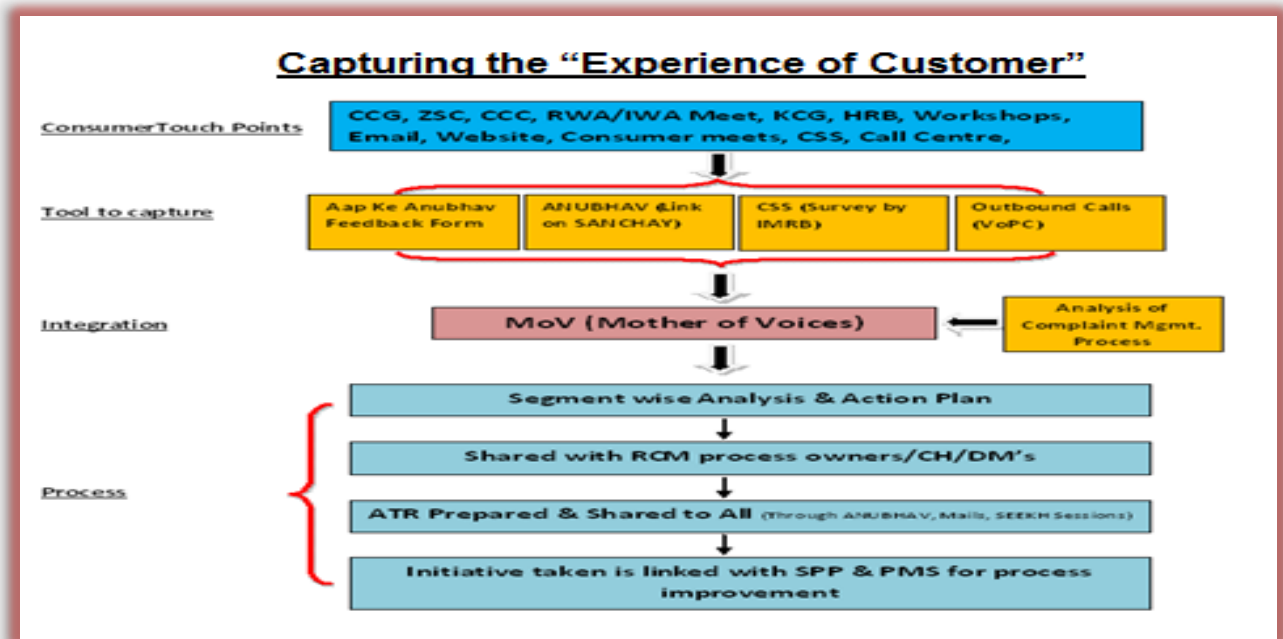 Capturing the “Experience of Customer”
ConsumerTouch Points
CCG, ZSC, CCC, RWA/IWA Meet, KCG, HRB, Workshops,
Email, Website, Consumer meets, CSS, Call Centre,
Tool to capture
Aap Ke Anubhav
Feedback Form
ANUBHAV (Link
on SANCHAY)
CSS (Survey by
IMRB)
Outbound Calls
(VoPC)
Integration
MoV (Mother of Voices)
Analysis of
Complaint Mgmt.
Process
Process
Segment wise Analysis & Action Plan
Shared with RCM process owners/CH/DM’s
ATR Prepared & Shared to All (Through ANUBHAV, Mails, SEEKH Sessions)
Initiative taken is linked with SPP & PMS for process
improvement